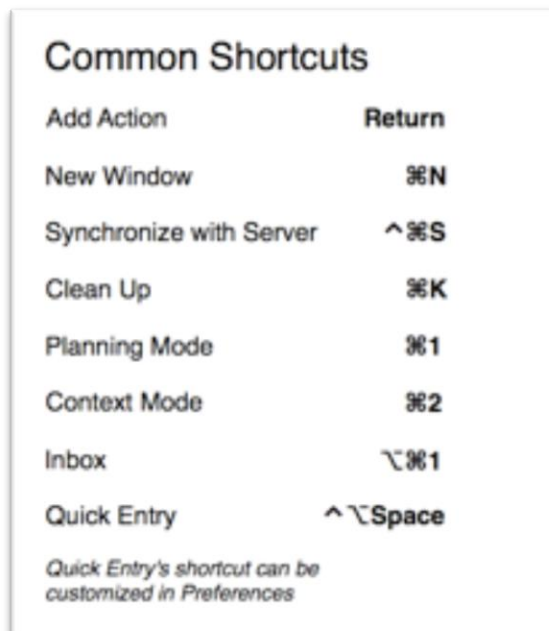 Common Shortcuts
Add Action Return
New Window ⌘N
Synchronize with Server ^⌘S
Clean Up ⌘K
Planning Mode ⌘1
Context Mode ⌘2
Inbox ⌥⌘1
Quick Entry ^⌥Space
Quick Entry's shortcut can be
customized in Preferences